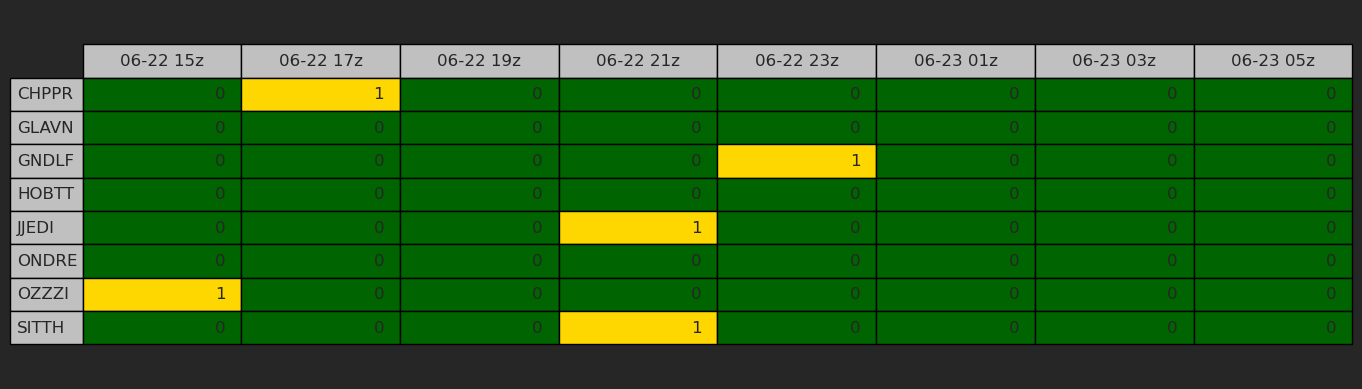 06-22 15z 06-22 17z 06-22 19z 06-22 21z 06-22 23z 06-23 01z 06-23 03z 06-23 05z
CHPPR 0 1 0 0 0 0 0 0
GLAVN 0 0 0 0 0 0 0 0
GNDLF 0 0 0 0 1 0 0 0
HOBTT 0 0 0 0 0 0 0 0
JJEDI 0 0 0 1 0 0 0 0
ONDRE 0 0 0 0 0 0 0 0
OZZZI 1 0 0 0 0 0 0 0
SITTH 0 0 0 1 0 0 0 0